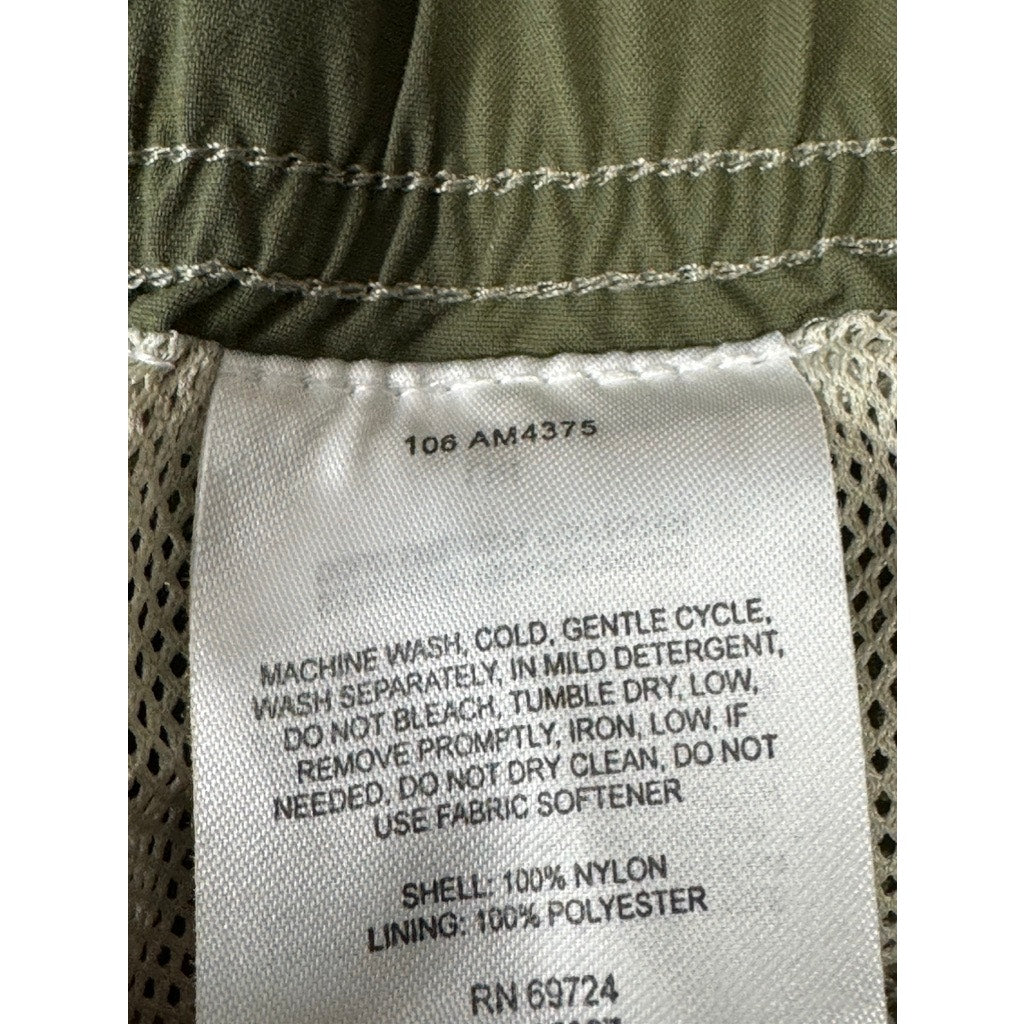 106 AM4375
MACHINE WASH, COLD, GENTLE CYCLE,
WASH SEPARATELY, IN MILD DETERGENT,
DO NOT BLEACH, TUMBLE DRY, LOW,
REMOVE PROMPTLY, IRON, LOW, IF
NEEDED, DO NOT DRY CLEAN, DO NOT
USE FABRIC SOFTENER
SHELL: 100% NYLON
LINING: 100% POLYESTER
RN 69724